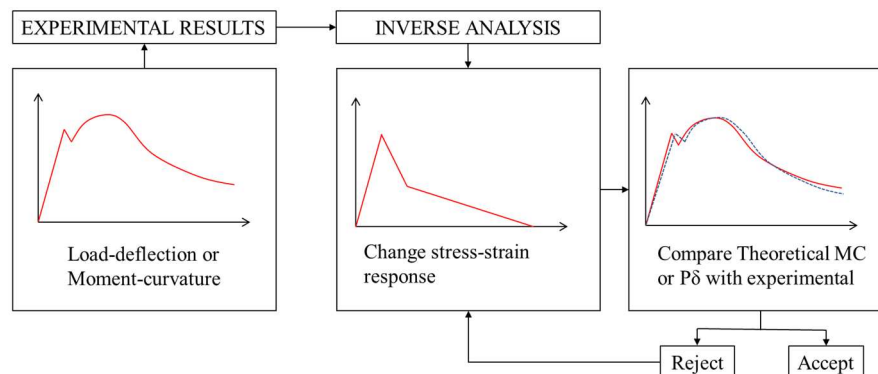 EXPERIMENTAL RESULTS
INVERSE ANALYSIS
Load-deflection or
Moment-curvature
Change stress-strain
response
Compare Theoretical MC
or Pδ with experimental
Reject
Accept